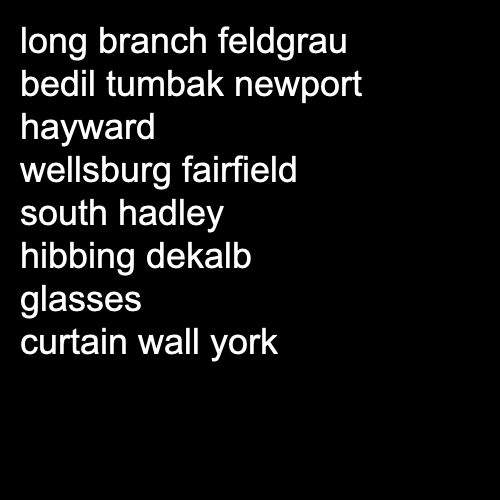 long branch feldgrau
bedil tumbak newport
hayward
wellsburg fairfield
south hadley
hibbing dekalb
glasses
curtain wall york